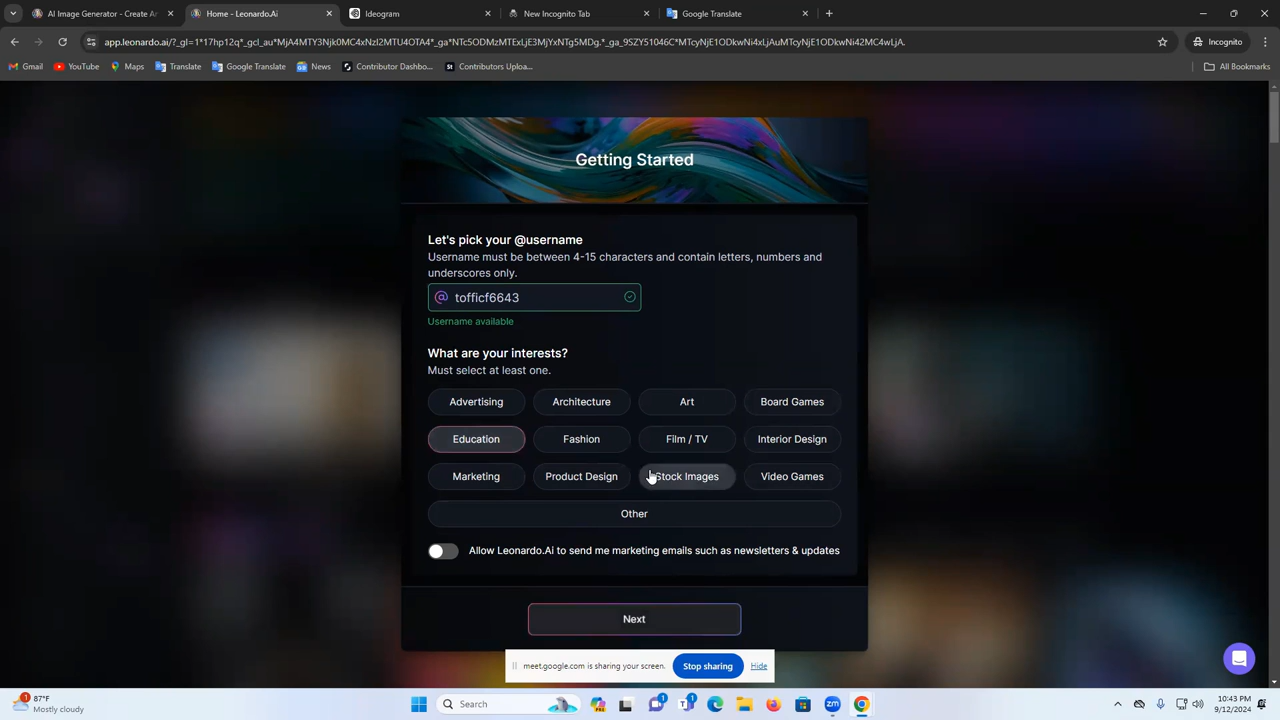 AI Image Generator - Create Ar
Home - Leonardo.Ai
Ideogram
New Incognito Tab
Google Translate
app.leonardo.ai/?_gl=1*17hp12q*_gcl_au*MjA4MTY3Njk0MC4xNzI2MTU4OTA4*_ga*NTc5ODMzMTExLjE3MjYxNTg5MDg.*_ga_9SZY51046C*MTcyNjE1ODkwNi4xLjAuMTcyNjE1ODkwNi42MC4wLjA.
Incognito
Gmail
YouTube
Maps
Translate
Google Translate
News
Contributor Dashbo...
Contributors Uploa...
All Bookmarks
Getting Started
Let's pick your @username
Username must be between 4-15 characters and contain letters, numbers and
underscores only.
@ tofficf6643
Username available
What are your interests?
Must select at least one.
Advertising Architecture Art Board Games
Education Fashion Film / TV Interior Design
Marketing Product Design Stock Images Video Games
Other
Allow Leonardo.Ai to send me marketing emails such as newsletters & updates
Next
meet.google.com is sharing your screen. Stop sharing Hide
87°F
Mostly cloudy
Search
10:43 PM
9/12/2024